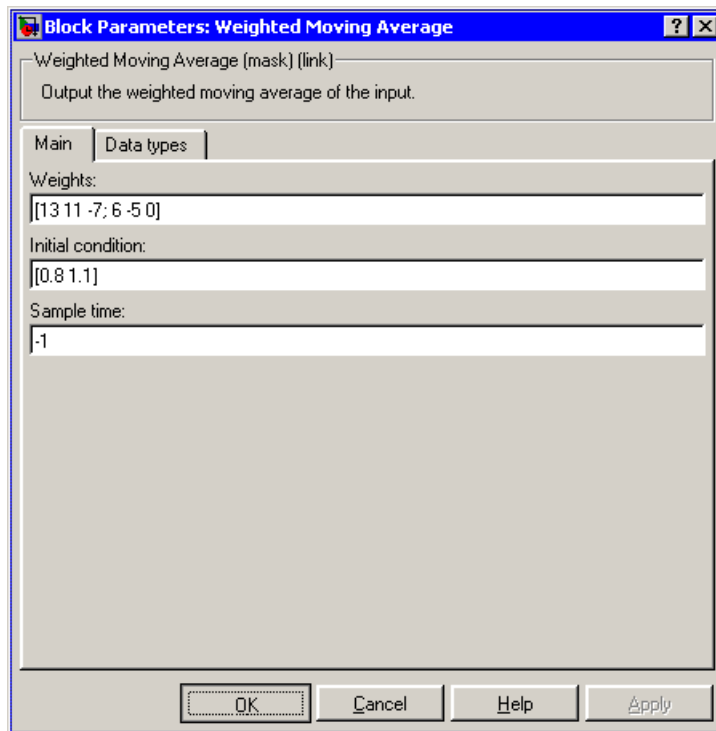 Block Parameters: Weighted Moving Average
Weighted Moving Average (mask) (link)
Output the weighted moving average of the input.
Main Data types
Weights:
[13 11 -7; 6 -5 0]
Initial condition:
[0.8 1.1]
Sample time:
-1
OK Cancel Help Apply